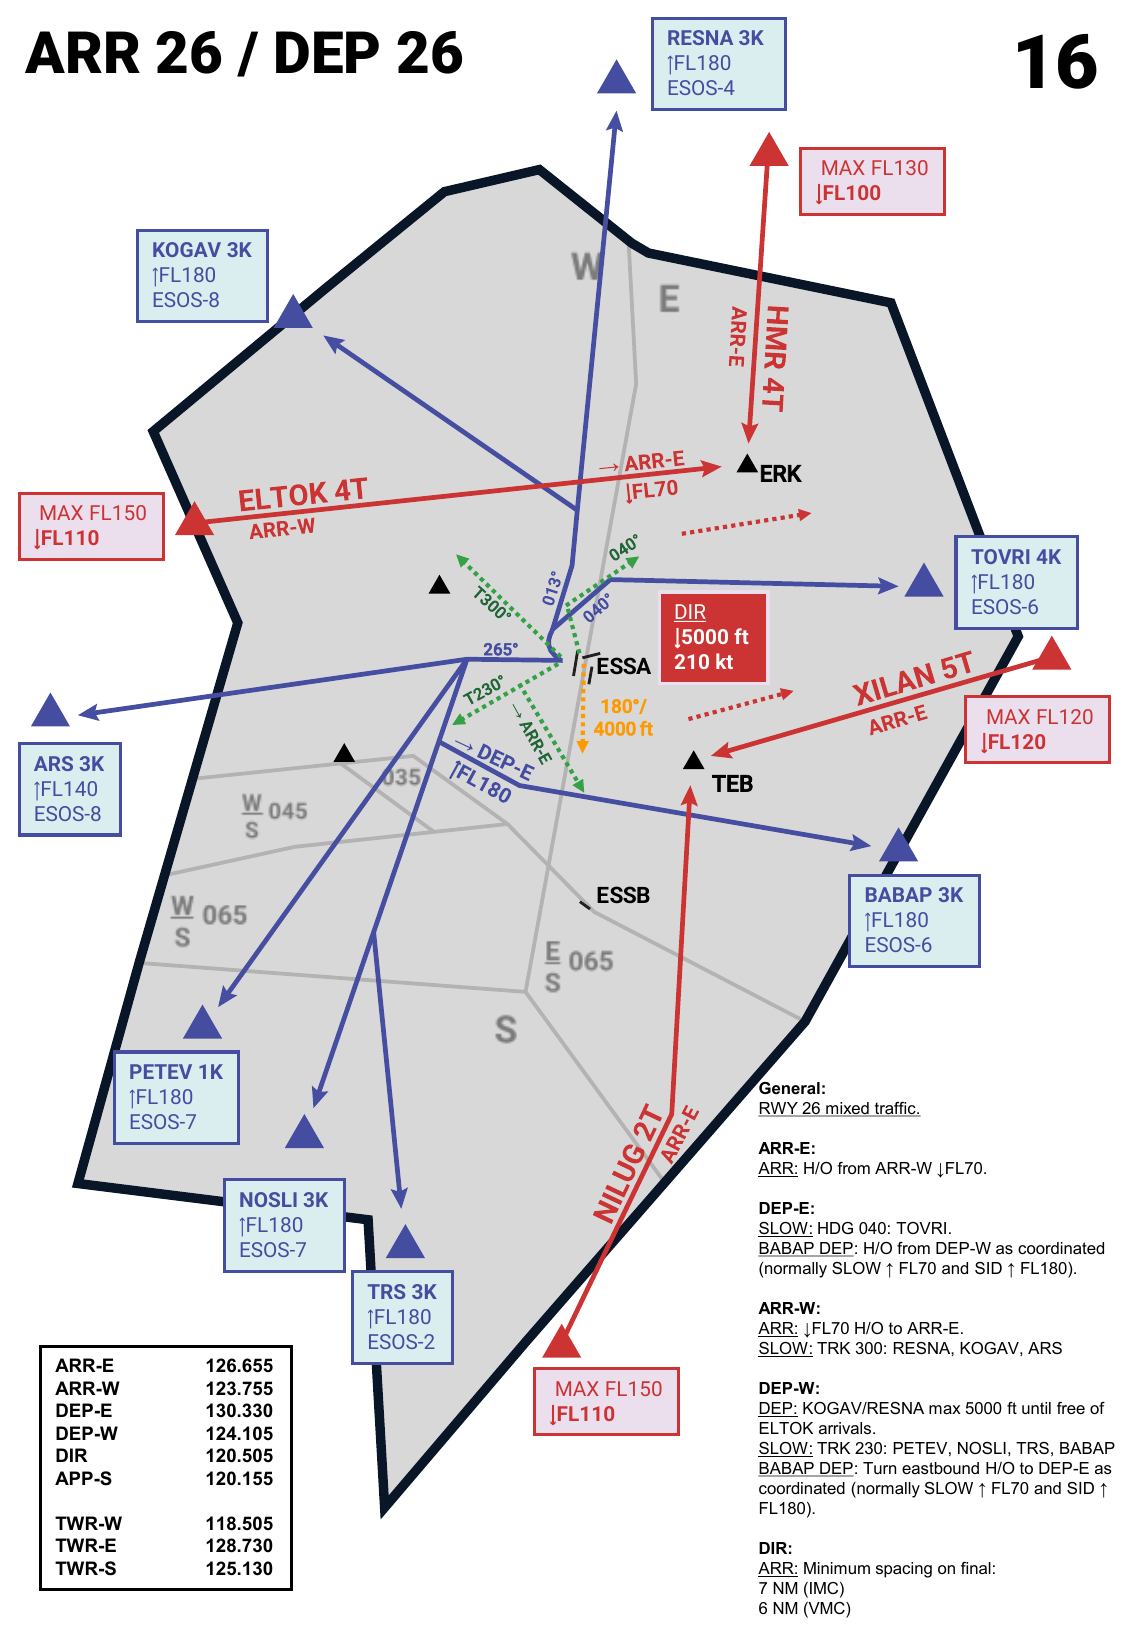 ARR 26 / DEP 26
16
RESNA 3K
↑FL180
ESOS-4
MAX FL130
↓FL100
KOGAV 3K
↑FL180
ESOS-8
W
E
ARR-E
HMR 4T
→ ARR-E
↓FL70
ERK
ELTOK 4T
ARR-W
MAX FL150
↓FL110
TOVRI 4K
↑FL180
ESOS-6
040°
013°
040°
T300°
DIR
↓5000 ft
210 kt
265°
ESSA
T230°
→ ARR-E
180°/
4000 ft
XILAN 5T
ARR-E
MAX FL120
↓FL120
ARS 3K
↑FL140
ESOS-8
→ DEP-E
↑FL180
TEB
035
W
S
045
BABAP 3K
↑FL180
ESOS-6
ESSB
W
S
065
E
S
065
S
PETEV 1K
↑FL180
ESOS-7
NILUG 2T
ARR-E
NOSLI 3K
↑FL180
ESOS-7
TRS 3K
↑FL180
ESOS-2
MAX FL150
↓FL110
ARR-E 126.655
ARR-W 123.755
DEP-E 130.330
DEP-W 124.105
DIR 120.505
APP-S 120.155
TWR-W 118.505
TWR-E 128.730
TWR-S 125.130
General:
RWY 26 mixed traffic.
ARR-E:
ARR: H/O from ARR-W ↓FL70.
DEP-E:
SLOW: HDG 040: TOVRI.
BABAP DEP: H/O from DEP-W as coordinated
(normally SLOW ↑ FL70 and SID ↑ FL180).
ARR-W:
ARR: ↓FL70 H/O to ARR-E.
SLOW: TRK 300: RESNA, KOGAV, ARS
DEP-W:
DEP: KOGAV/RESNA max 5000 ft until free of
ELTOK arrivals.
SLOW: TRK 230: PETEV, NOSLI, TRS, BABAP
BABAP DEP: Turn eastbound H/O to DEP-E as
coordinated (normally SLOW ↑ FL70 and SID ↑
FL180).
DIR:
ARR: Minimum spacing on final:
7 NM (IMC)
6 NM (VMC)